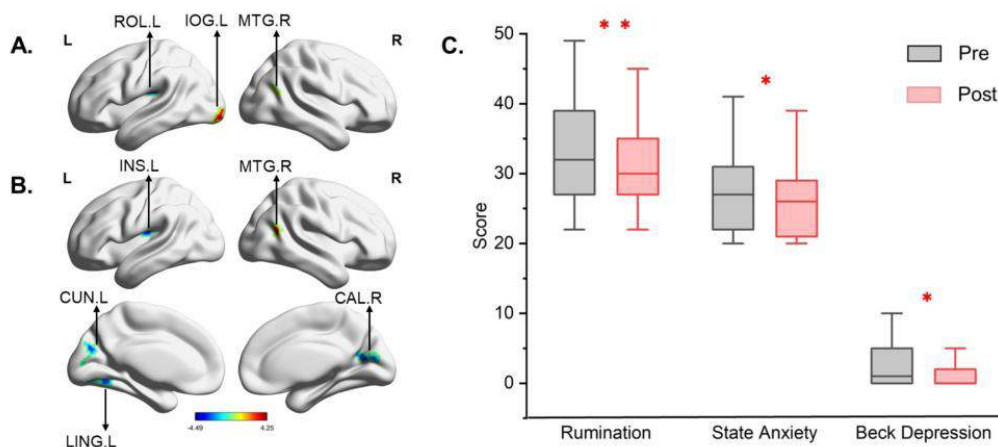 A.
L
ROL.L
IOG.L
MTG.R
R
B.
L
INS.L
MTG.R
R
CUN.L
CAL.R
LING.L
-4.49
4.25
C.
Score
50
40
30
20
10
0
* *
*
*
Pre
Post
Rumination
State Anxiety
Beck Depression